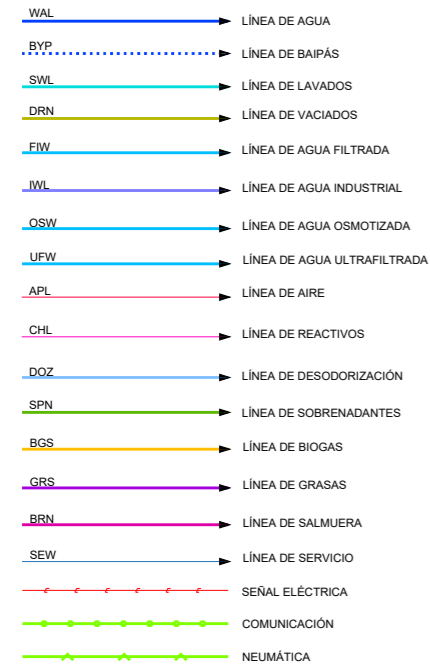 WAL LÍNEA DE AGUA
BYP LÍNEA DE BAIPÁS
SWL LÍNEA DE LAVADOS
DRN LÍNEA DE VACIADOS
FIW LÍNEA DE AGUA FILTRADA
IWL LÍNEA DE AGUA INDUSTRIAL
OSW LÍNEA DE AGUA OSMOTIZADA
UFW LÍNEA DE AGUA ULTRAFILTRADA
APL LÍNEA DE AIRE
CHL LÍNEA DE REACTIVOS
DOZ LÍNEA DE DESODORIZACIÓN
SPN LÍNEA DE SOBRENADANTES
BGS LÍNEA DE BIOGAS
GRS LÍNEA DE GRASAS
BRN LÍNEA DE SALMUERA
SEW LÍNEA DE SERVICIO
SEÑAL ELÉCTRICA
COMUNICACIÓN
NEUMÁTICA